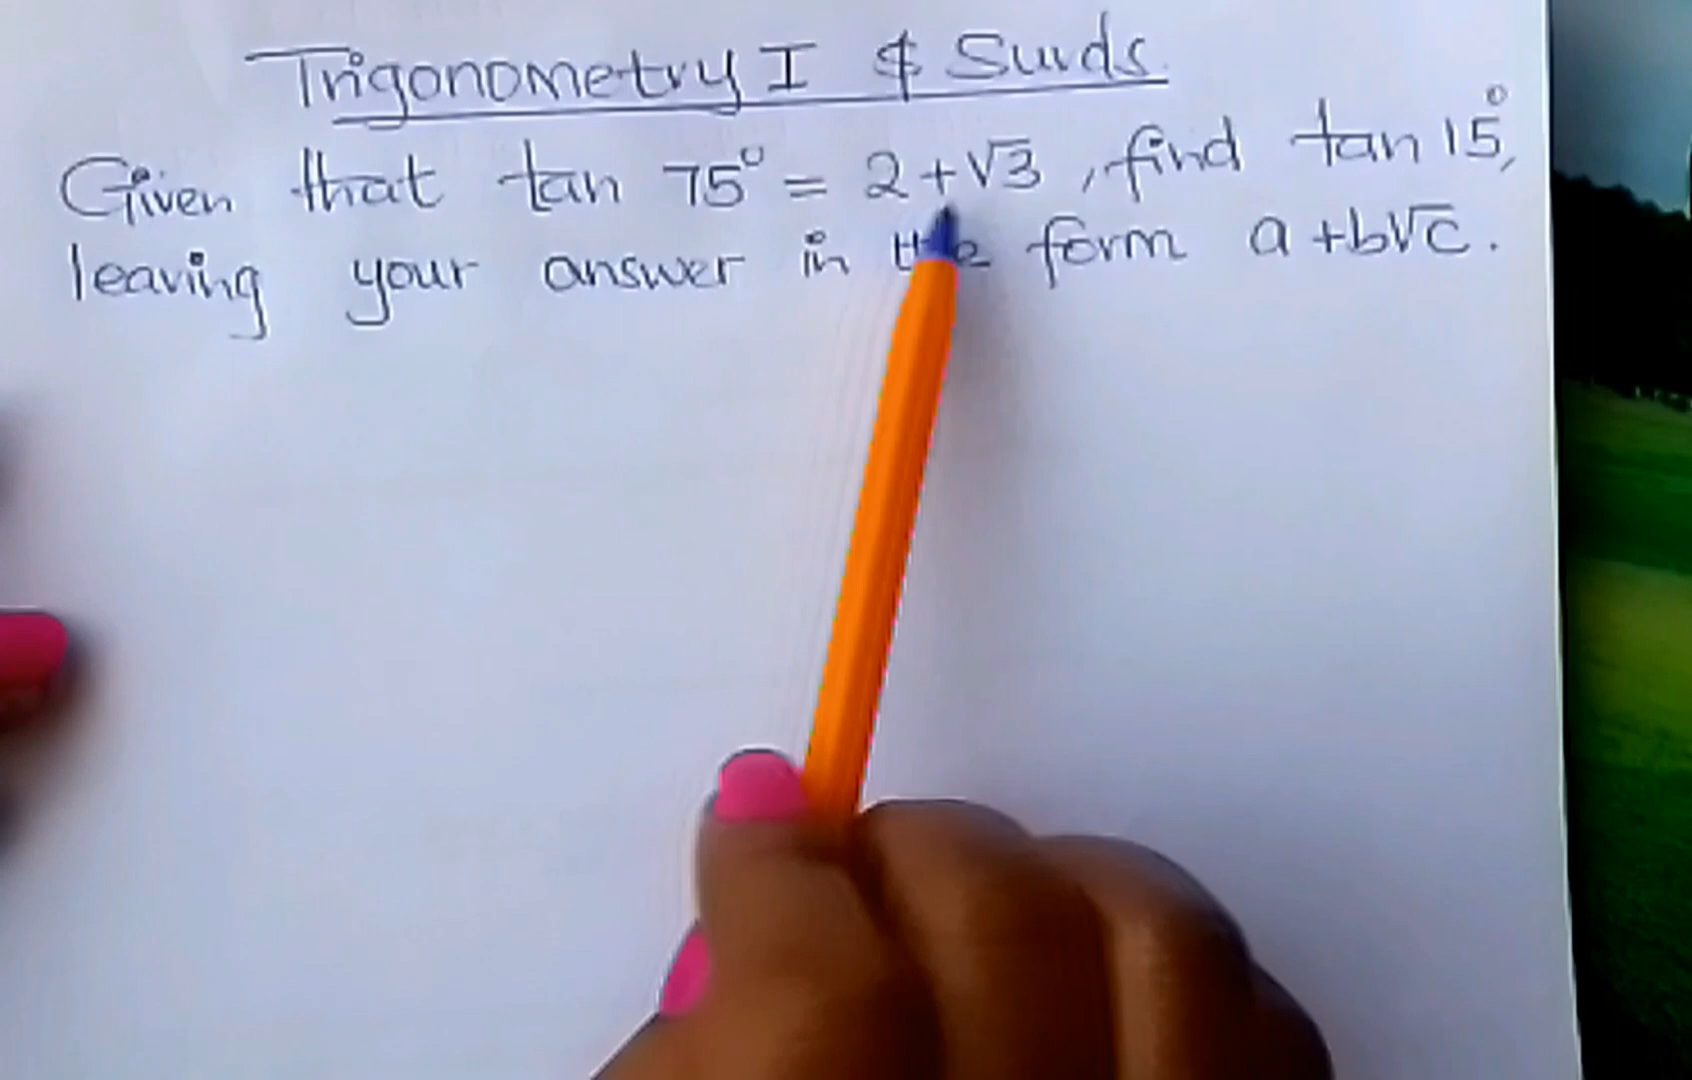 Trigonometry I & Surds.
Given that tan 75° = 2+√3, find tan 15°,
leaving your answer in the form a+b√c.